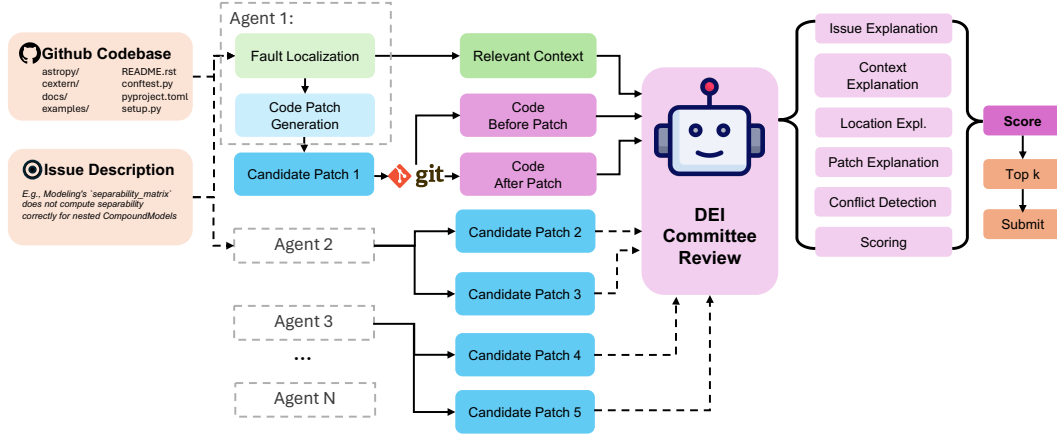 Github Codebase
astropy/ README.rst
cextern/ conftest.py
docs/ pyproject.toml
examples/ setup.py
Issue Description
E.g., Modeling's `separability_matrix`
does not compute separability
correctly for nested CompoundModels
Agent 1:
Fault Localization
Code Patch
Generation
Candidate Patch 1
git
Relevant Context
Code
Before Patch
Code
After Patch
Agent 2
Candidate Patch 2
Candidate Patch 3
Agent 3
...
Agent N
Candidate Patch 4
Candidate Patch 5
DEI
Committee
Review
Issue Explanation
Context
Explanation
Location Expl.
Patch Explanation
Conflict Detection
Scoring
Score
Top k
Submit